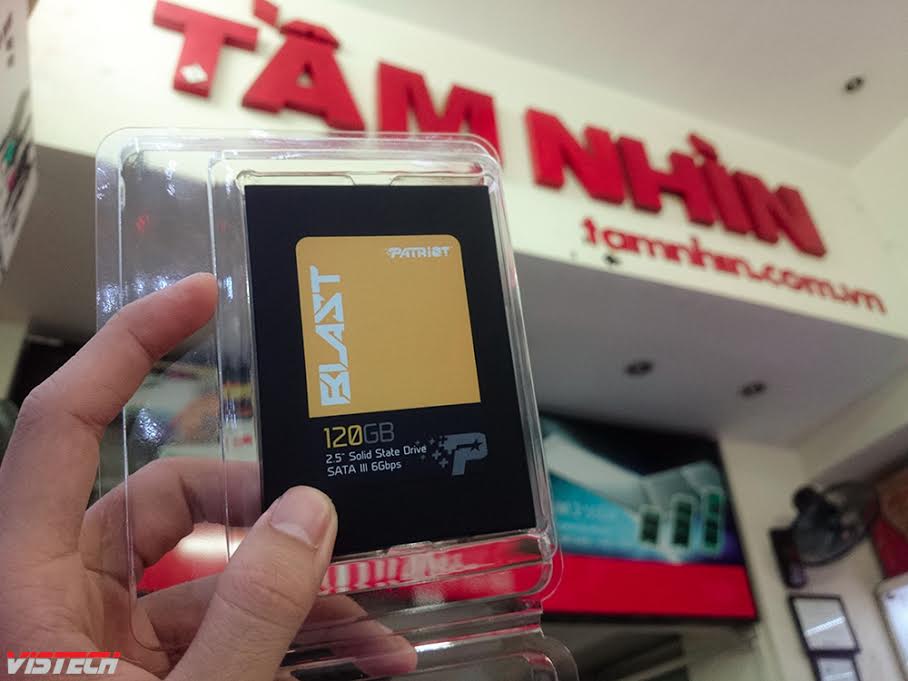 TẦM NHÌN
tamnhin.com.vn
PATRIOT
BLAST
120GB
2.5" Solid State Drive
SATA III 6Gbps
VISTECH